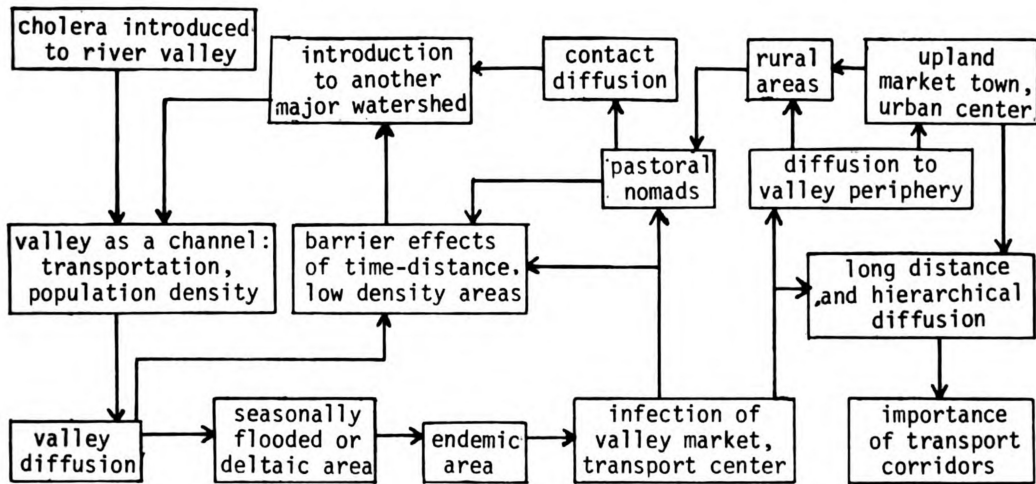 cholera introduced
to river valley
introduction
to another
major watershed
contact
diffusion
rural
areas
upland
market town,
urban center
pastoral
nomads
diffusion to
valley periphery
valley as a channel:
transportation,
population density
barrier effects
of time-distance.
low density areas
long distance
and hierarchical
diffusion
valley
diffusion
seasonally
flooded or
deltaic area
endemic
area
infection of
valley market,
transport center
importance
of transport
corridors